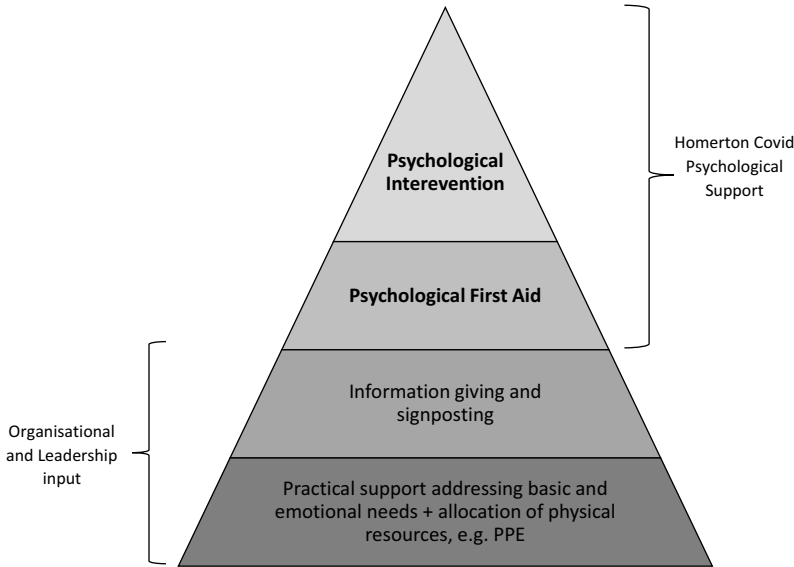 Psychological
Interevention
Homerton Covid
Psychological
Support
Psychological First Aid
Information giving and
signposting
Organisational
and Leadership
input
Practical support addressing basic and
emotional needs + allocation of physical
resources, e.g. PPE